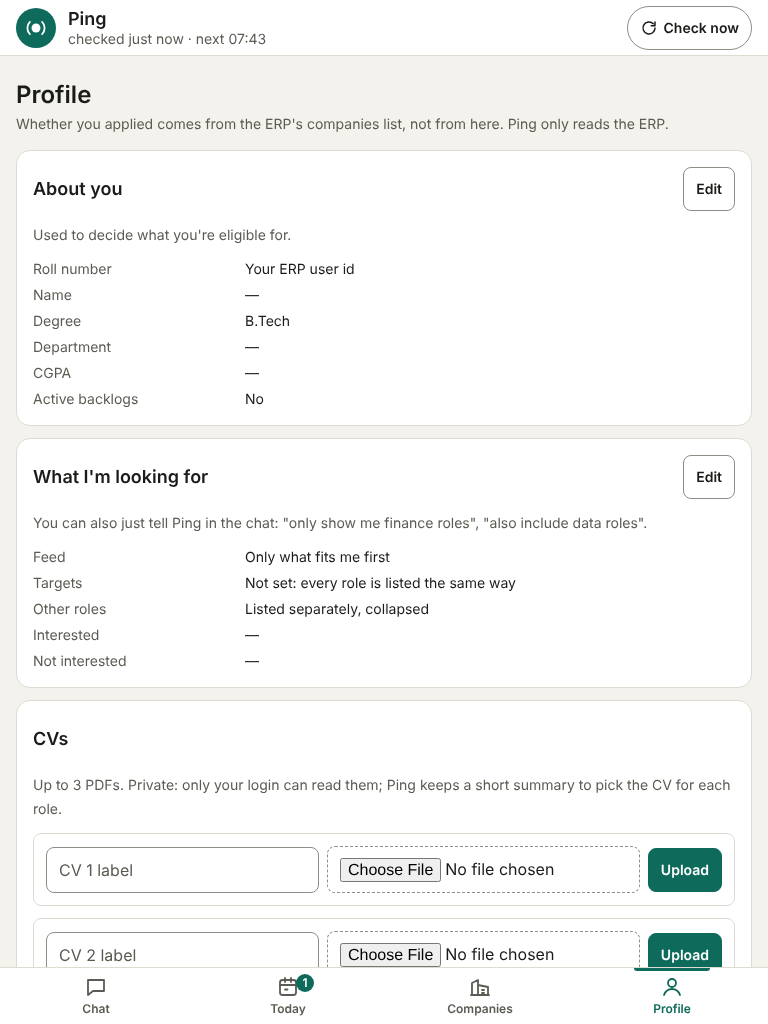 Ping
checked just now · next 07:43
Check now
Profile
Whether you applied comes from the ERP's companies list, not from here. Ping only reads the ERP.
About you
Edit
Used to decide what you're eligible for.
Roll number Your ERP user id
Name —
Degree B.Tech
Department —
CGPA —
Active backlogs No
What I'm looking for
Edit
You can also just tell Ping in the chat: "only show me finance roles", "also include data roles".
Feed Only what fits me first
Targets Not set: every role is listed the same way
Other roles Listed separately, collapsed
Interested —
Not interested —
CVs
Up to 3 PDFs. Private: only your login can read them; Ping keeps a short summary to pick the CV for each
role.
CV 1 label Choose File No file chosen Upload
CV 2 label Choose File No file chosen Upload
1
Chat Today Companies Profile